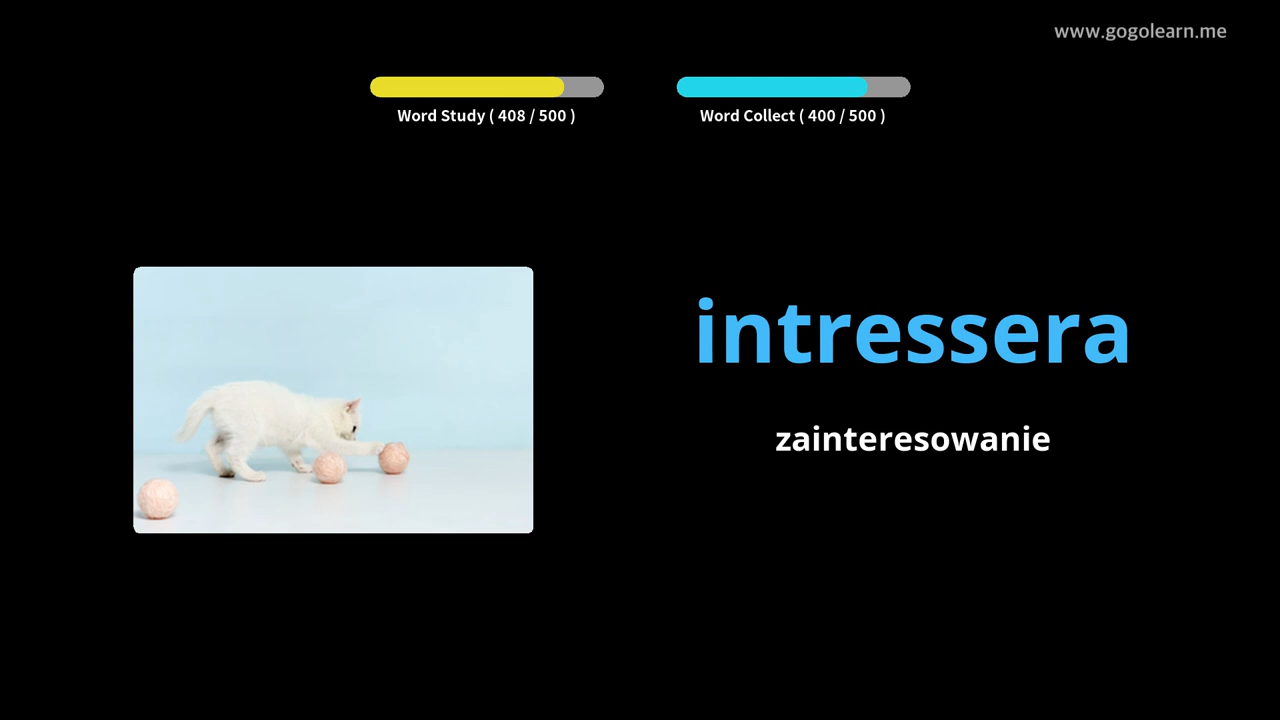 www.gogolearn.me
Word Study ( 408 / 500 )
Word Collect ( 400 / 500 )
intressera
zainteresowanie